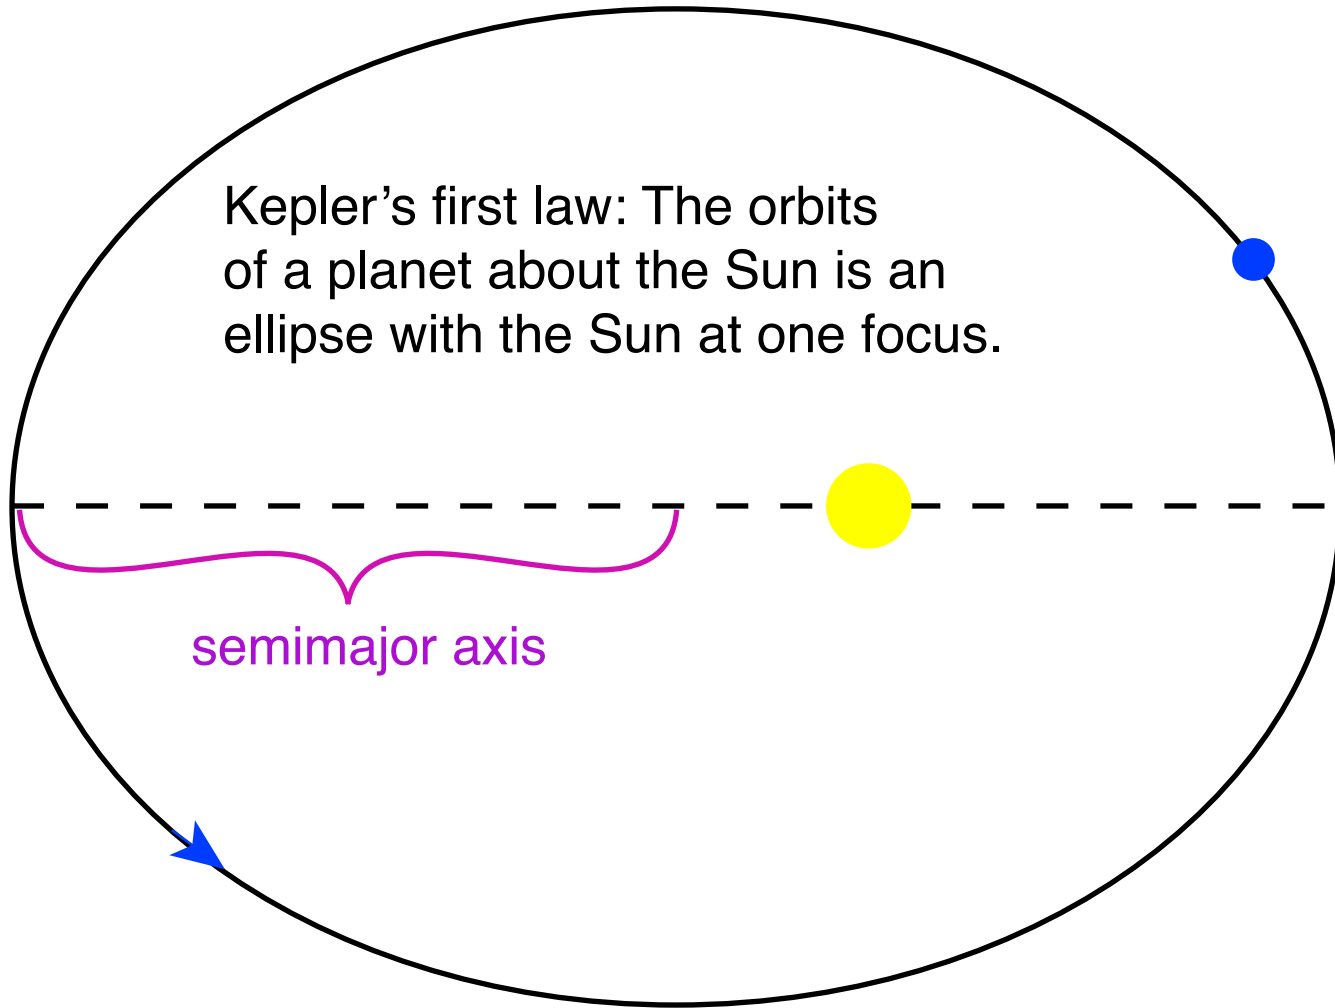 Kepler’s first law: The orbits
of a planet about the Sun is an
ellipse with the Sun at one focus.
semimajor axis